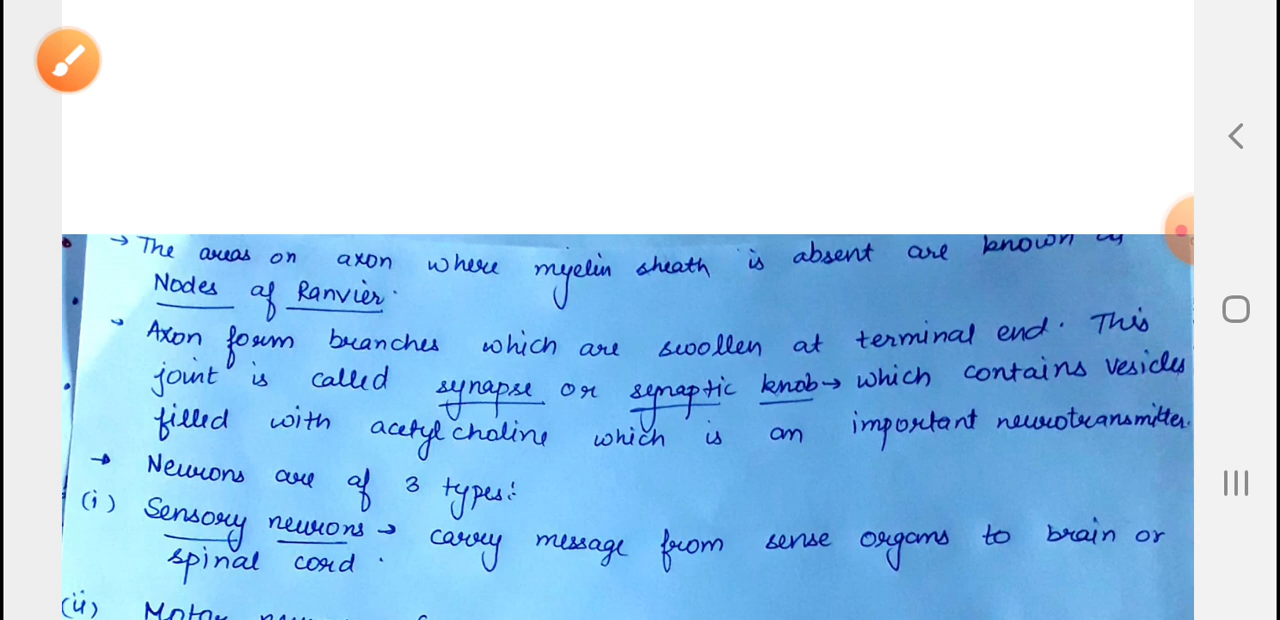 → The areas on axon where myelin sheath is absent are known as
Nodes of Ranvier.
→ Axon form branches which are swollen at terminal end. This
joint is called synapse or synaptic knob → which contains vesicles
filled with acetyl choline which is an important neurotransmitter.
→ Neurons are of 3 types:
(i) Sensory neurons → carry message from sense organs to brain or
spinal cord.
(ii) Motor